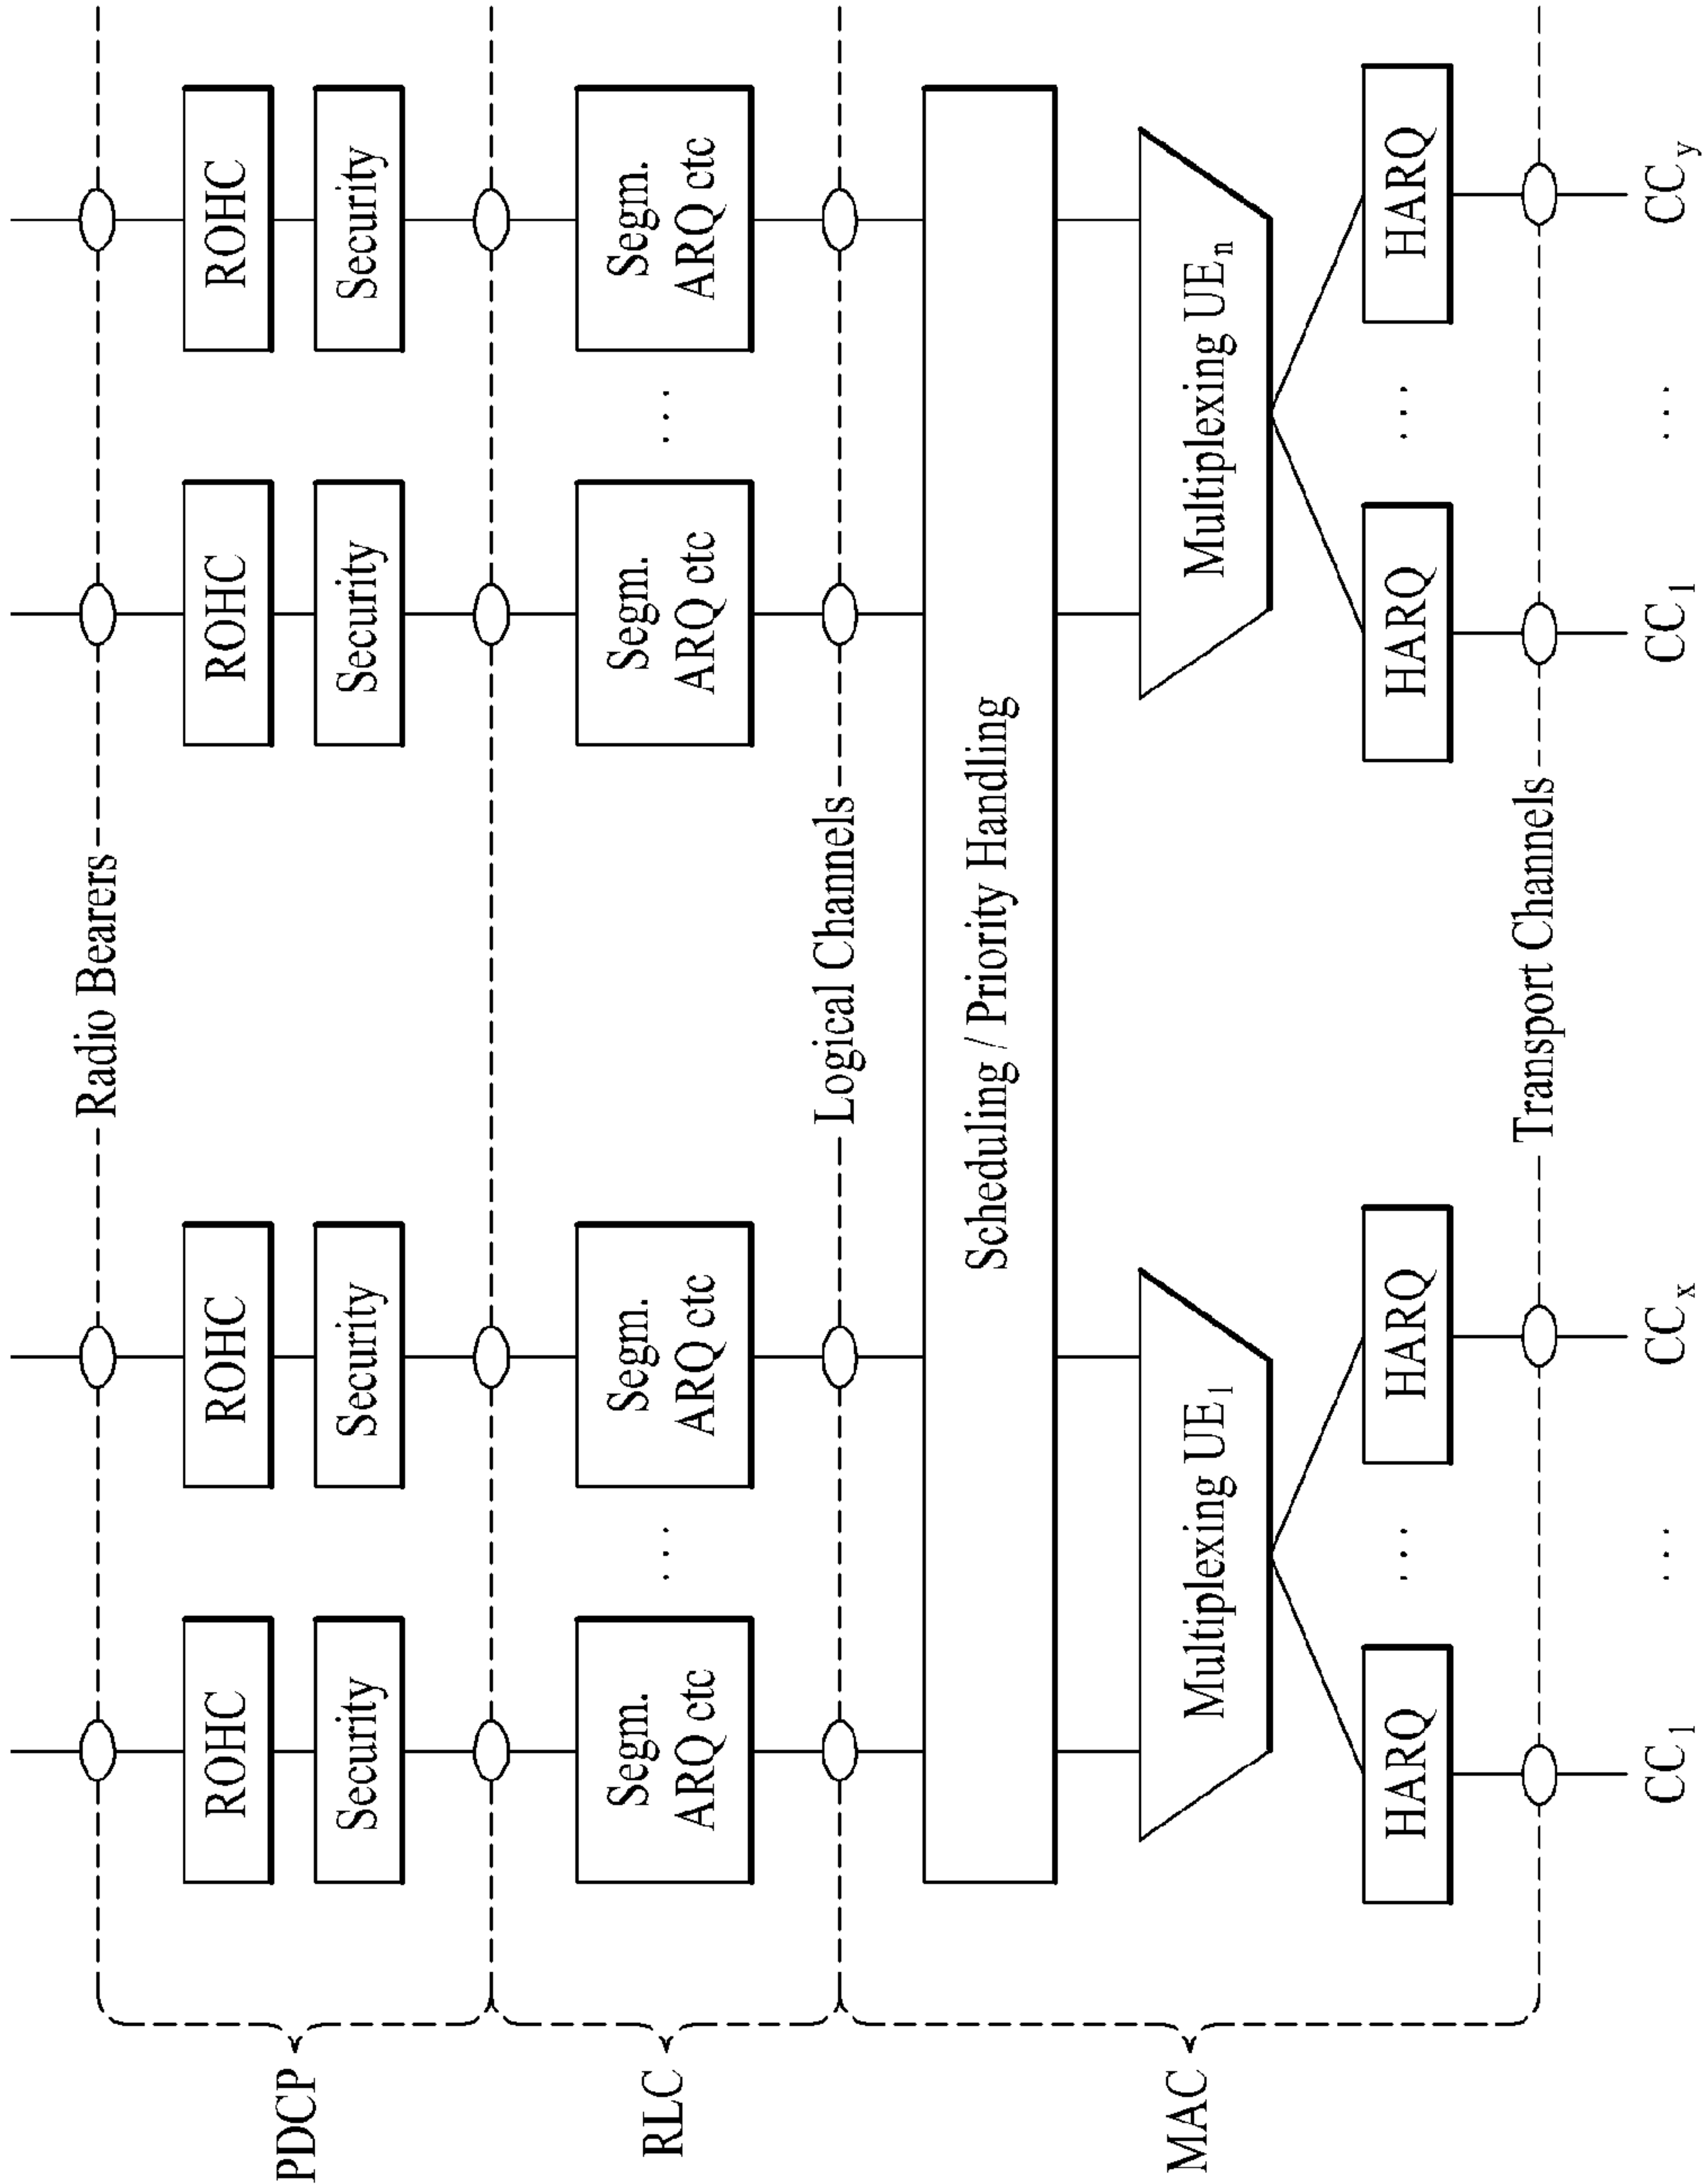 Radio Bearers
ROHC
ROHC
ROHC
ROHC
PDCP
Security
Security
Security
Security
Segm.
ARQ ctc
...
Segm.
ARQ ctc
Segm.
ARQ ctc
...
Segm.
ARQ ctc
RLC
Logical Channels
Scheduling / Priority Handling
MAC
Multiplexing UE1
Multiplexing UEn
HARQ
...
HARQ
HARQ
...
HARQ
Transport Channels
CC1
...
CCx
CC1
...
CCy